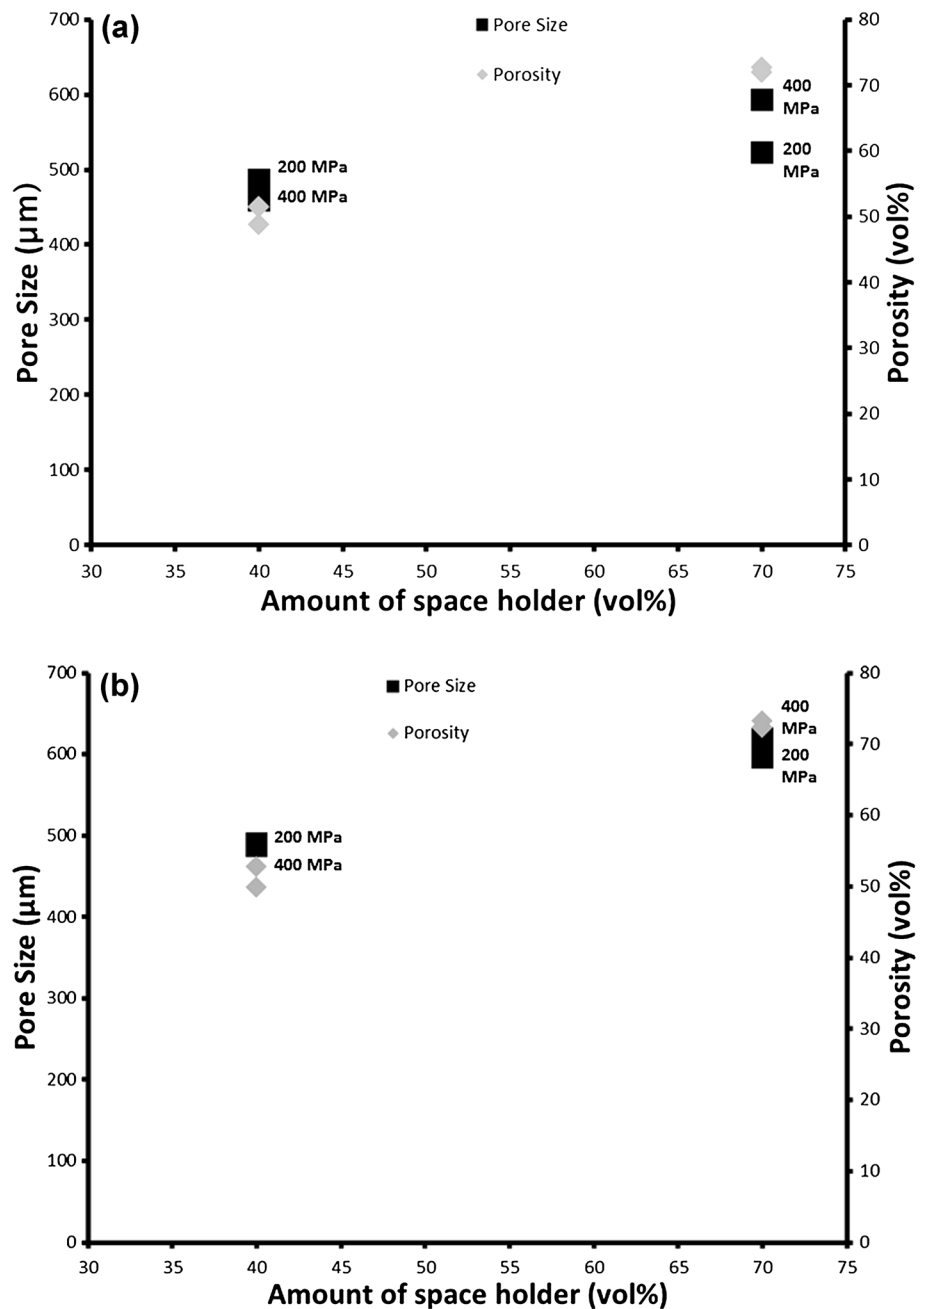 (a)
700
600
500
400
300
200
100
0
Pore Size (µm)
Pore Size
Porosity
200 MPa
400 MPa
400
MPa
200
MPa
80
70
60
50
40
30
20
10
0
Porosity (vol%)
30 35 40 45 50 55 60 65 70 75
Amount of space holder (vol%)
(b)
700
600
500
400
300
200
100
0
Pore Size (µm)
Pore Size
Porosity
200 MPa
400 MPa
400
MPa
200
MPa
80
70
60
50
40
30
20
10
0
Porosity (vol%)
30 35 40 45 50 55 60 65 70 75
Amount of space holder (vol%)